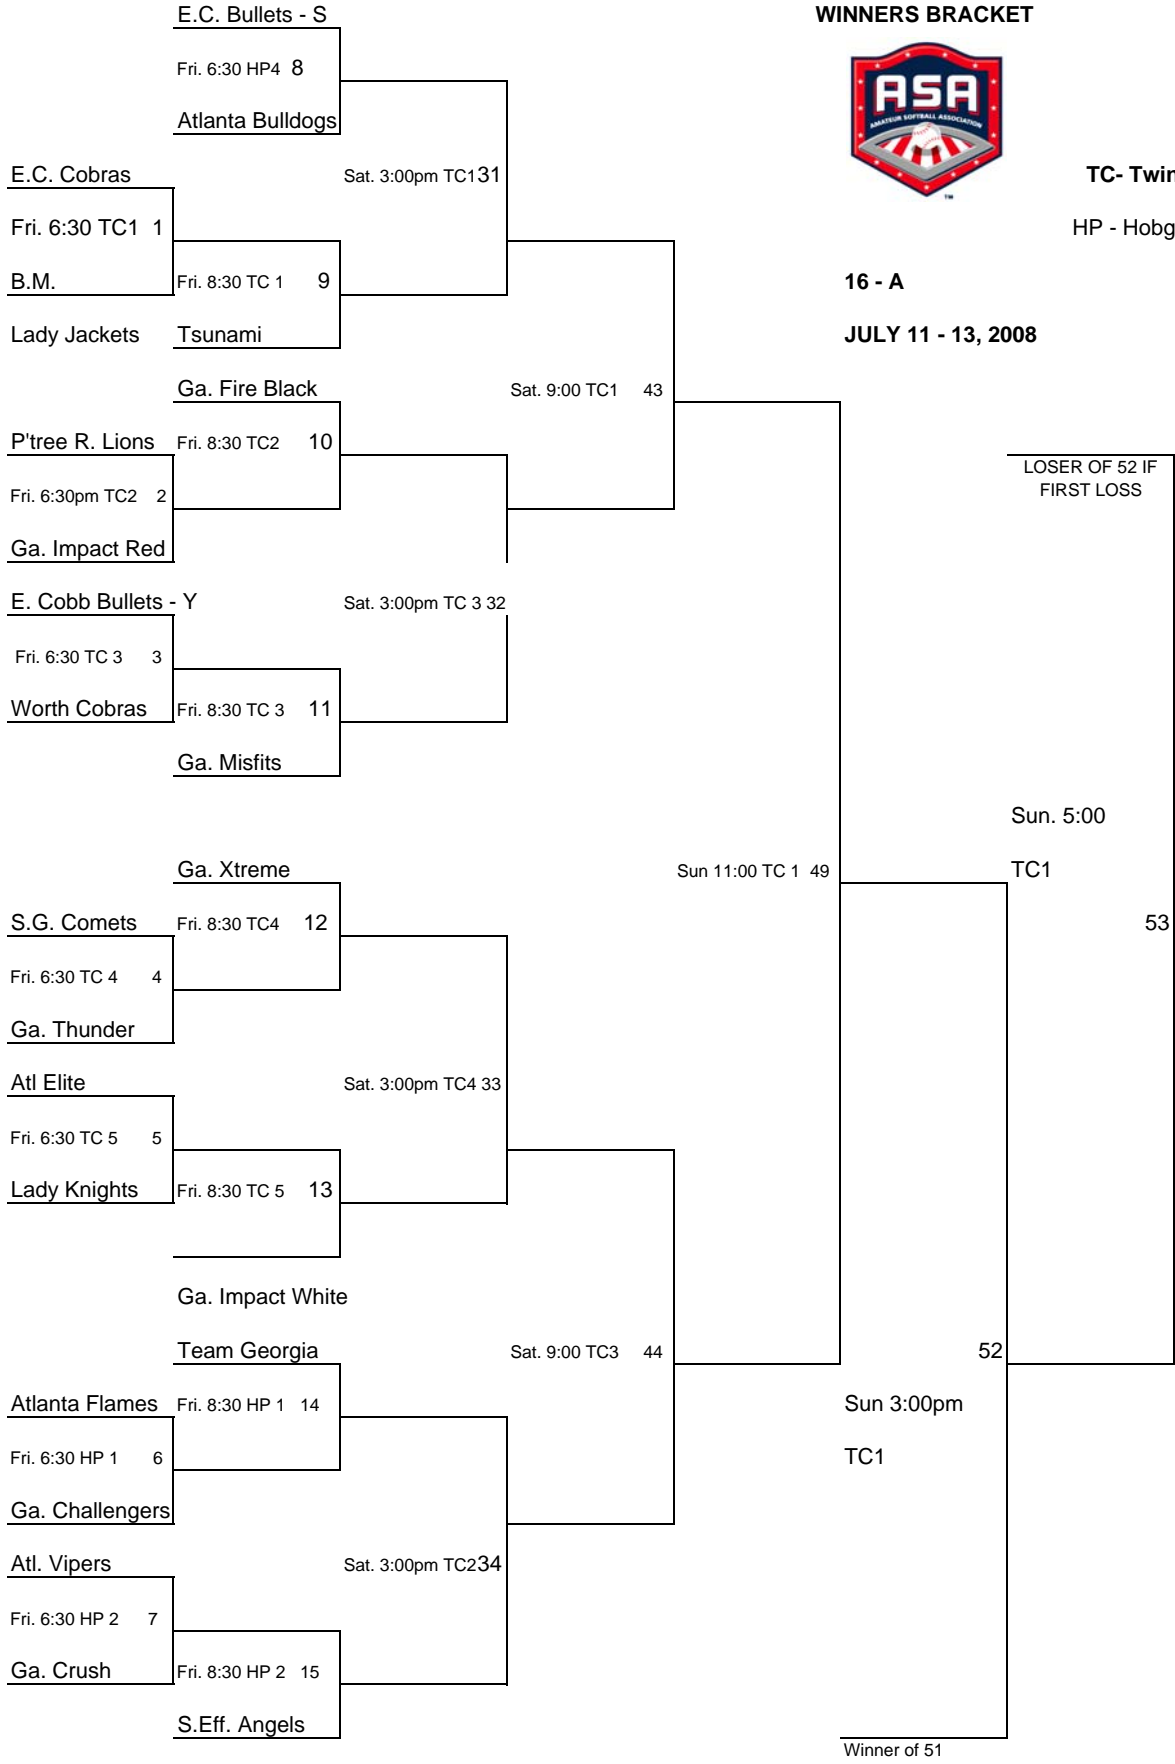 E.C. Bullets - S
WINNERS BRACKET
Fri. 6:30 HP4 8
ASA
AMATEUR SOFTBALL ASSOCIATION
TM
Atlanta Bulldogs
E.C. Cobras
Sat. 3:00pm TC1 31
TC- Twin
Fri. 6:30 TC1 1
HP - Hobg
B.M.
Fri. 8:30 TC 1 9
16 - A
Lady Jackets
Tsunami
JULY 11 - 13, 2008
Ga. Fire Black
Sat. 9:00 TC1 43
P'tree R. Lions
Fri. 8:30 TC2 10
LOSER OF 52 IF
FIRST LOSS
Fri. 6:30pm TC2 2
Ga. Impact Red
E. Cobb Bullets - Y
Sat. 3:00pm TC 3 32
Fri. 6:30 TC 3 3
Worth Cobras
Fri. 8:30 TC 3 11
Ga. Misfits
Sun. 5:00
Ga. Xtreme
Sun 11:00 TC 1 49
TC1
S.G. Comets
Fri. 8:30 TC4 12
53
Fri. 6:30 TC 4 4
Ga. Thunder
Atl Elite
Sat. 3:00pm TC4 33
Fri. 6:30 TC 5 5
Lady Knights
Fri. 8:30 TC 5 13
Ga. Impact White
Team Georgia
Sat. 9:00 TC3 44
52
Atlanta Flames
Fri. 8:30 HP 1 14
Sun 3:00pm
Fri. 6:30 HP 1 6
TC1
Ga. Challengers
Atl. Vipers
Sat. 3:00pm TC2 34
Fri. 6:30 HP 2 7
Ga. Crush
Fri. 8:30 HP 2 15
S.Eff. Angels
Winner of 51